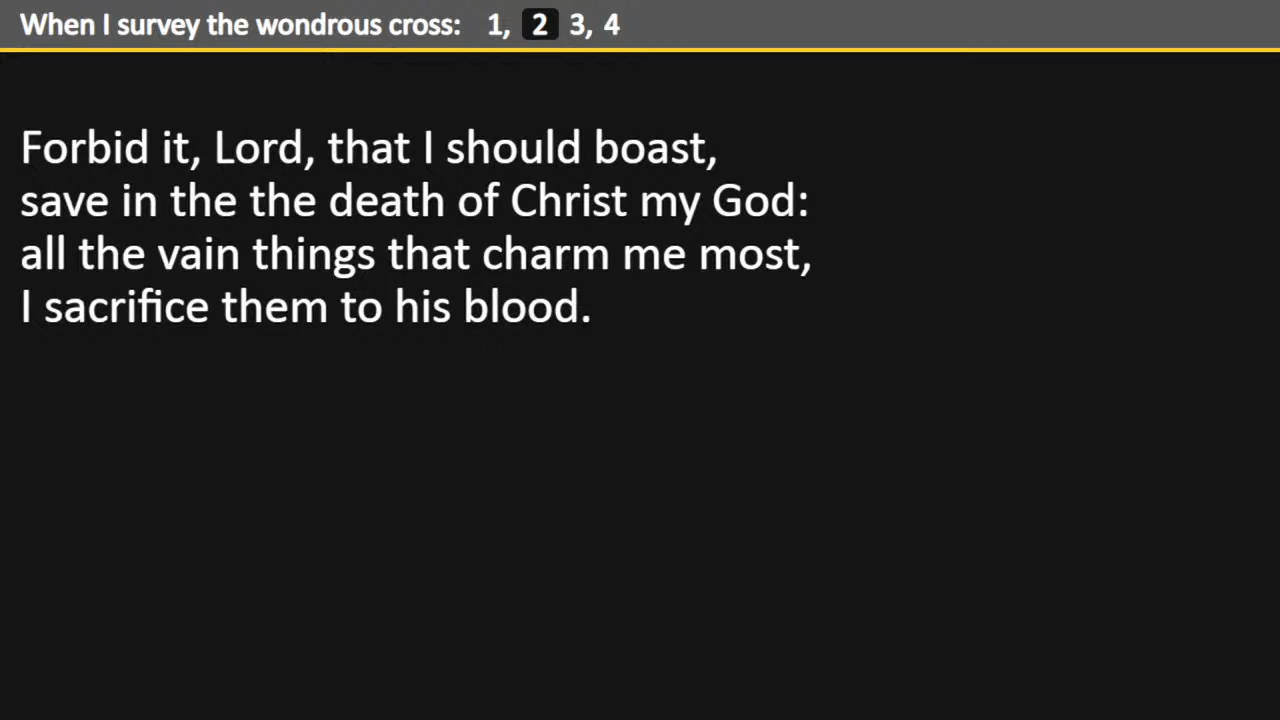 When I survey the wondrous cross: 1, 2 3, 4
Forbid it, Lord, that I should boast,
save in the the death of Christ my God:
all the vain things that charm me most,
I sacrifice them to his blood.